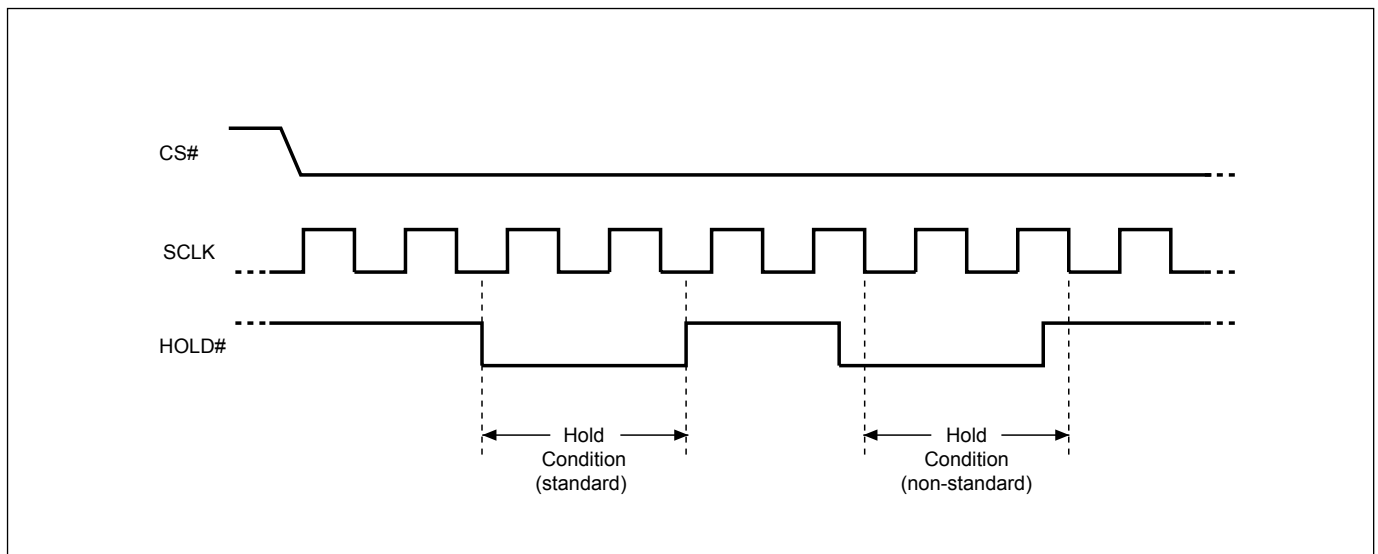 CS#
SCLK
HOLD#
Hold
Condition
(standard)
Hold
Condition
(non-standard)